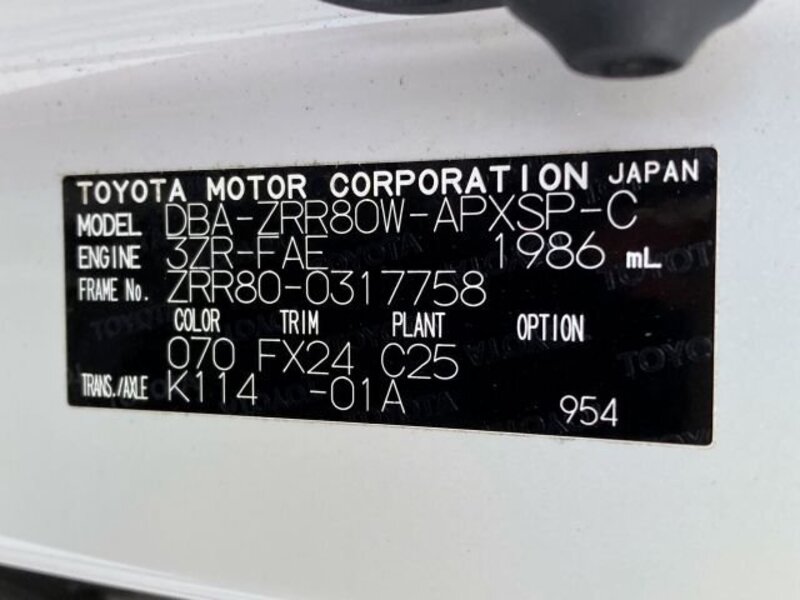 TOYOTA MOTOR CORPORATION JAPAN
MODEL DBA-ZRR80W-APXSP-C
ENGINE 3ZR-FAE 1986 mL
FRAME No. ZRR80-0317758
COLOR TRIM PLANT OPTION
070 FX24 C25
TRANS./AXLE K114 -01A
954